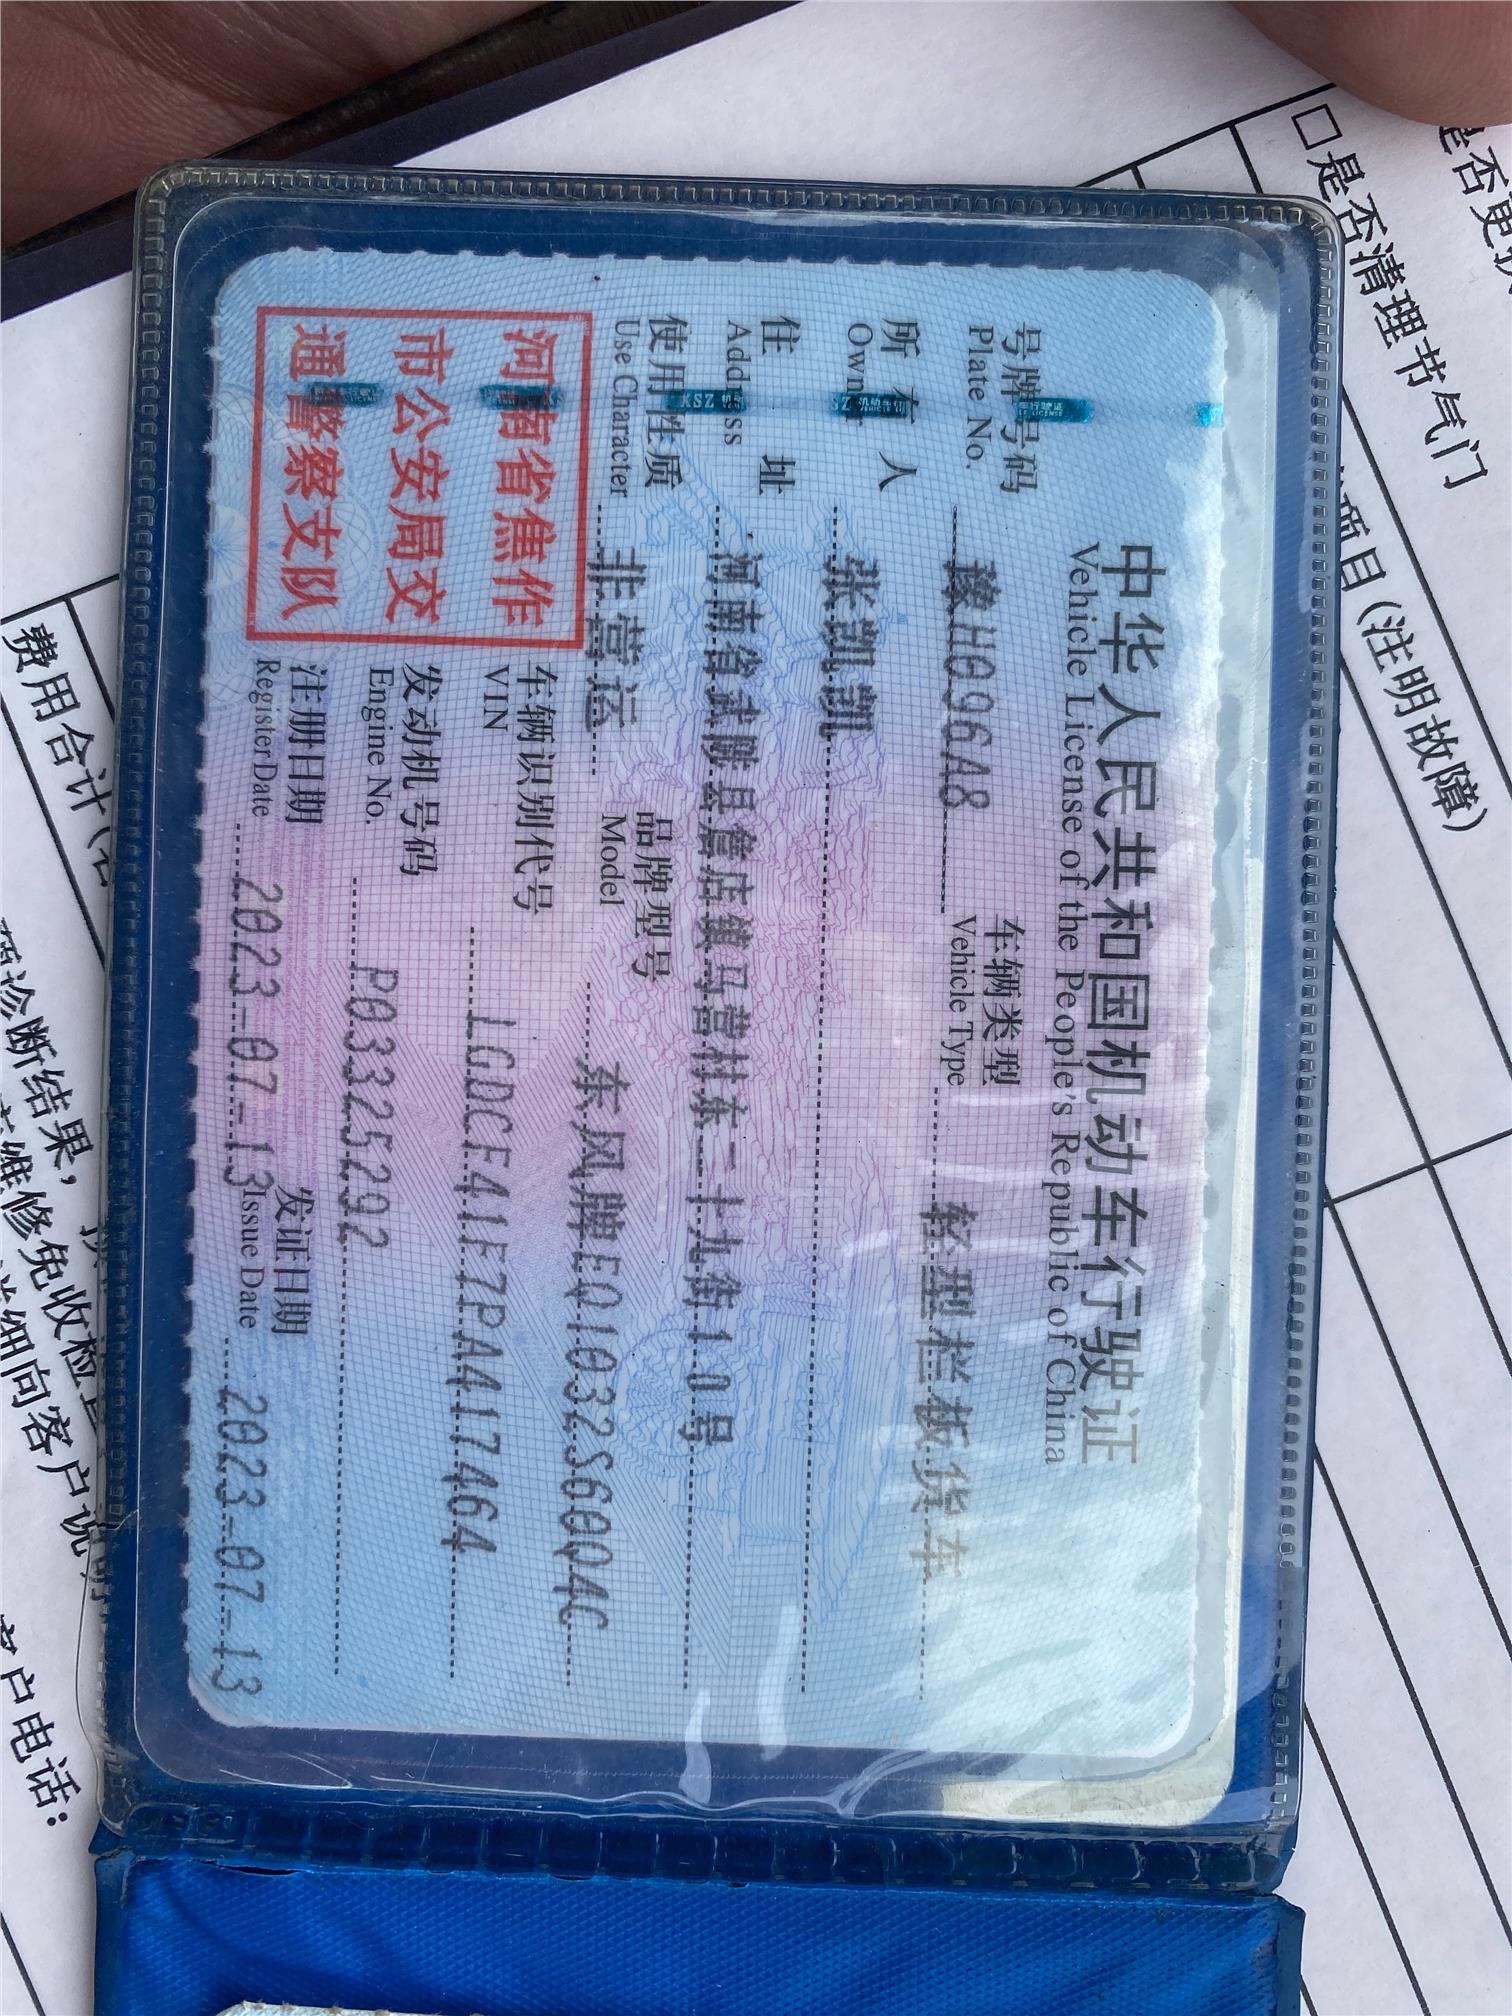 中华人民共和国机动车行驶证
Vehicle License of the People's Republic of China
号牌号码 豫H096A8 车辆类型 轻型栏板货车
Plate No. Vehicle Type
所有人 张凯凯
Owner
住址 河南省武陟县詹店镇马营村东二十九街10号
Address
使用性质 非营运 品牌型号 东风牌EQ1032S60Q4C
Use Character Model
河南省焦作
市公安局交
通警察支队
车辆识别代号 LGDCF41E7PA417464
VIN
发动机号码 P03325292
Engine No.
注册日期 2023-07-13 发证日期 2023-07-13
Register Date Issue Date
□是否清理节气门
项目(注明故障)
费用合计(
诊断结果,
维修免收检
细向客户说明
户电话: